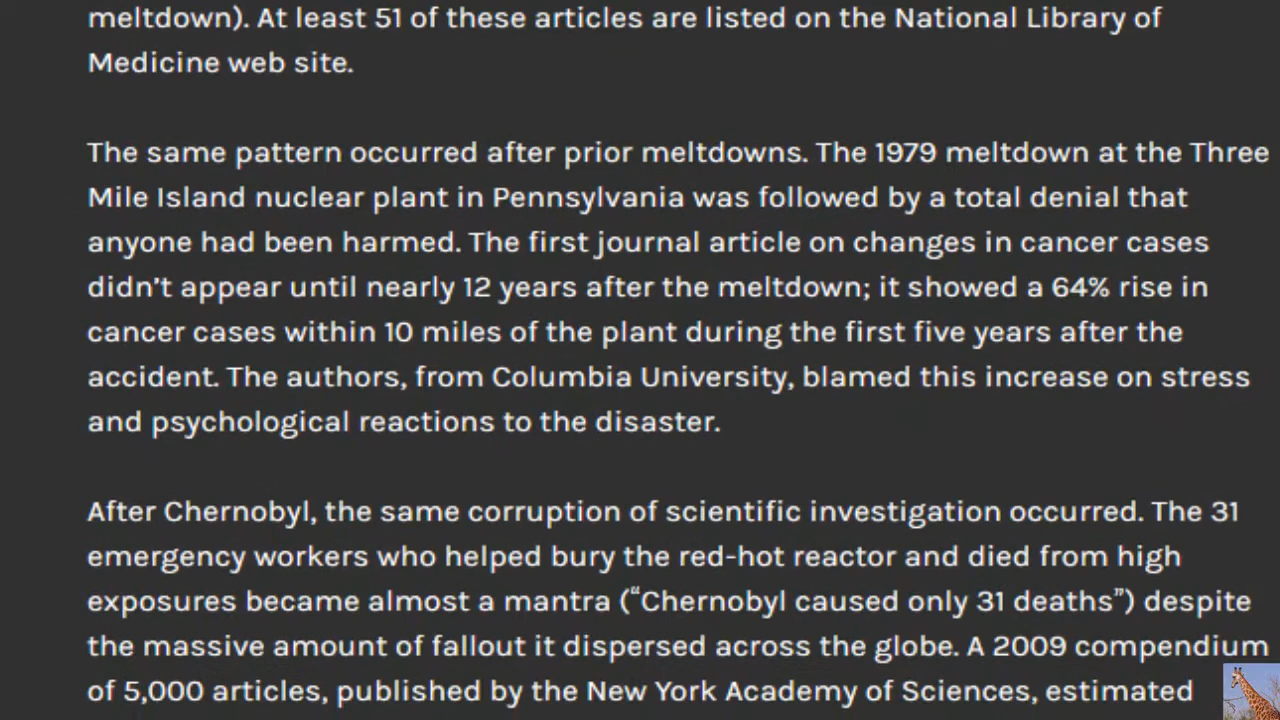 meltdown). At least 51 of these articles are listed on the National Library of
Medicine web site.
The same pattern occurred after prior meltdowns. The 1979 meltdown at the Three
Mile Island nuclear plant in Pennsylvania was followed by a total denial that
anyone had been harmed. The first journal article on changes in cancer cases
didn’t appear until nearly 12 years after the meltdown; it showed a 64% rise in
cancer cases within 10 miles of the plant during the first five years after the
accident. The authors, from Columbia University, blamed this increase on stress
and psychological reactions to the disaster.
After Chernobyl, the same corruption of scientific investigation occurred. The 31
emergency workers who helped bury the red-hot reactor and died from high
exposures became almost a mantra (“Chernobyl caused only 31 deaths”) despite
the massive amount of fallout it dispersed across the globe. A 2009 compendium
of 5,000 articles, published by the New York Academy of Sciences, estimated